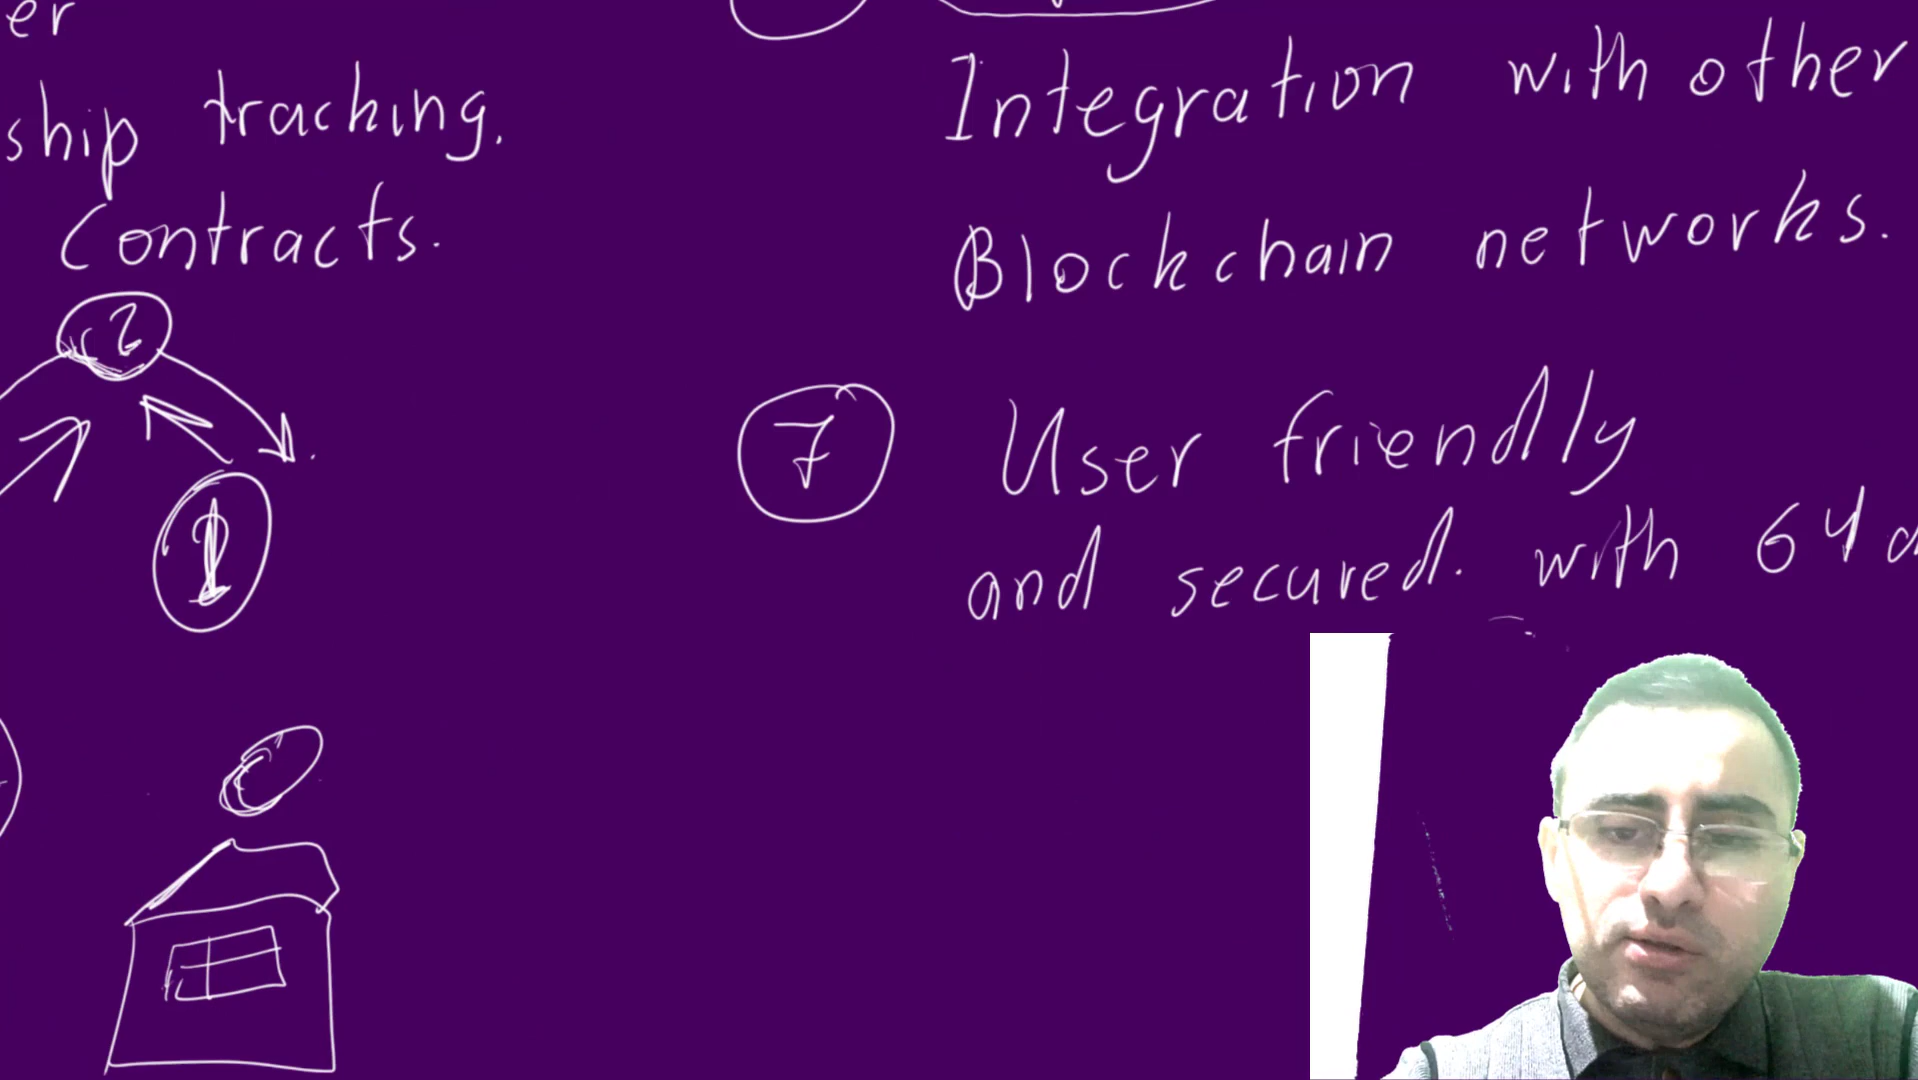 er
ship tracking.
Contracts.
2
1
Integration with other
Blockchain networks.
7 User friendly
and secured. with 64